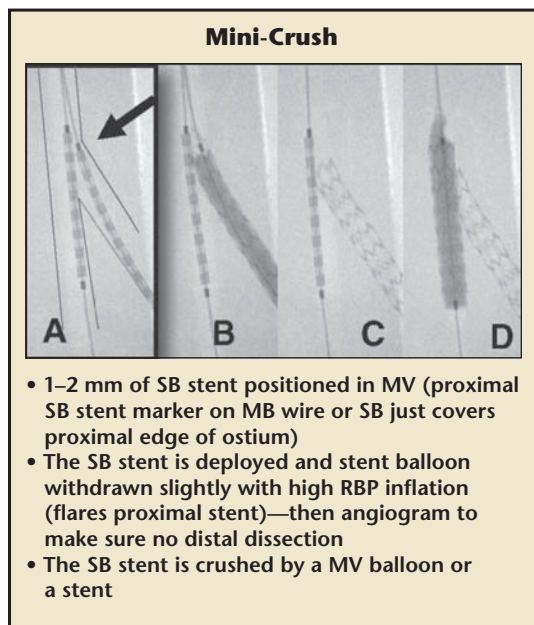 Mini-Crush
A
B
C
D
• 1–2 mm of SB stent positioned in MV (proximal
SB stent marker on MB wire or SB just covers
proximal edge of ostium)
• The SB stent is deployed and stent balloon
withdrawn slightly with high RBP inflation
(flares proximal stent)—then angiogram to
make sure no distal dissection
• The SB stent is crushed by a MV balloon or
a stent